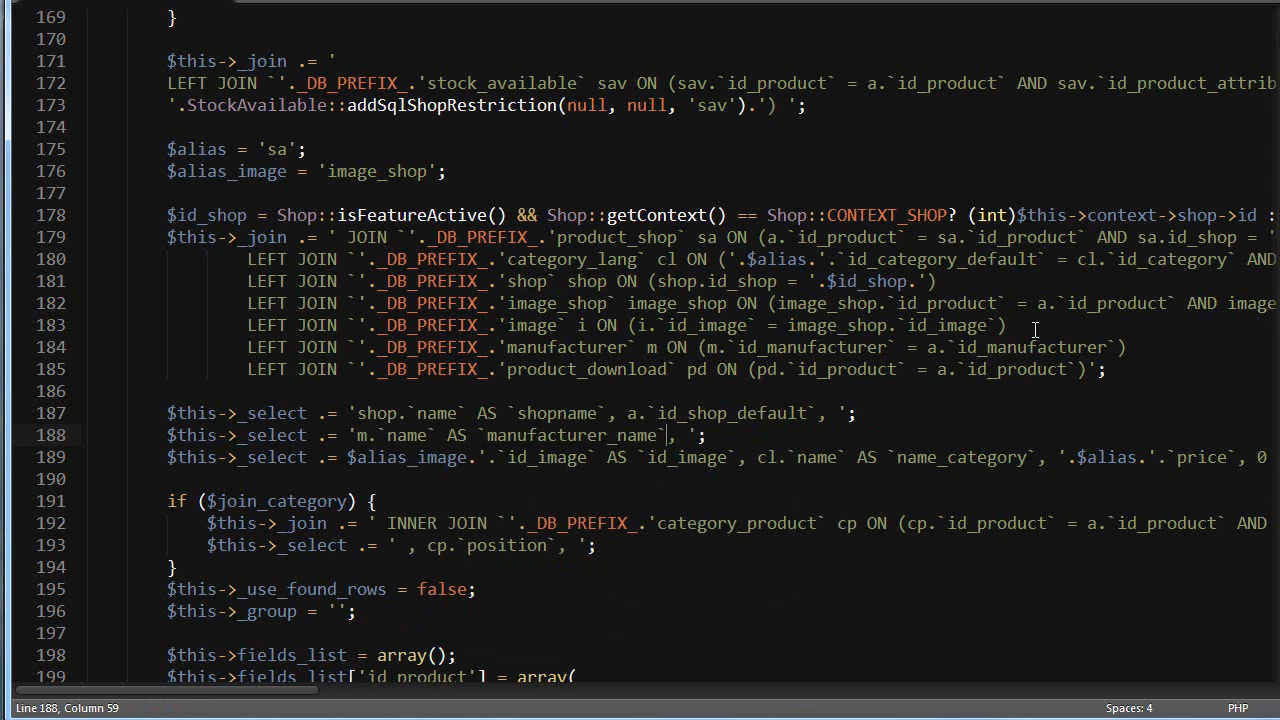 169 }
170
171 $this->_join .= '
172 LEFT JOIN `'._DB_PREFIX_.'stock_available` sav ON (sav.`id_product` = a.`id_product` AND sav.`id_product_attrib
173 '.StockAvailable::addSqlShopRestriction(null, null, 'sav').') ';
174
175 $alias = 'sa';
176 $alias_image = 'image_shop';
177
178 $id_shop = Shop::isFeatureActive() && Shop::getContext() == Shop::CONTEXT_SHOP? (int)$this->context->shop->id :
179 $this->_join .= ' JOIN `'._DB_PREFIX_.'product_shop` sa ON (a.`id_product` = sa.`id_product` AND sa.id_shop = '
180 LEFT JOIN `'._DB_PREFIX_.'category_lang` cl ON ('.$alias.'.`id_category_default` = cl.`id_category` AND
181 LEFT JOIN `'._DB_PREFIX_.'shop` shop ON (shop.id_shop = '.$id_shop.')
182 LEFT JOIN `'._DB_PREFIX_.'image_shop` image_shop ON (image_shop.`id_product` = a.`id_product` AND image
183 LEFT JOIN `'._DB_PREFIX_.'image` i ON (i.`id_image` = image_shop.`id_image`)
184 LEFT JOIN `'._DB_PREFIX_.'manufacturer` m ON (m.`id_manufacturer` = a.`id_manufacturer`)
185 LEFT JOIN `'._DB_PREFIX_.'product_download` pd ON (pd.`id_product` = a.`id_product`)';
186
187 $this->_select .= 'shop.`name` AS `shopname`, a.`id_shop_default`, ';
188 $this->_select .= 'm.`name` AS `manufacturer_name`, ';
189 $this->_select .= $alias_image.'.`id_image` AS `id_image`, cl.`name` AS `name_category`, '.$alias.'.`price`, 0
190
191 if ($join_category) {
192 $this->_join .= ' INNER JOIN `'._DB_PREFIX_.'category_product` cp ON (cp.`id_product` = a.`id_product` AND
193 $this->_select .= ' , cp.`position`, ';
194 }
195 $this->_use_found_rows = false;
196 $this->_group = '';
197
198 $this->fields_list = array();
199 $this->fields_list['id_product'] = array(
Line 188, Column 59 Spaces: 4 PHP